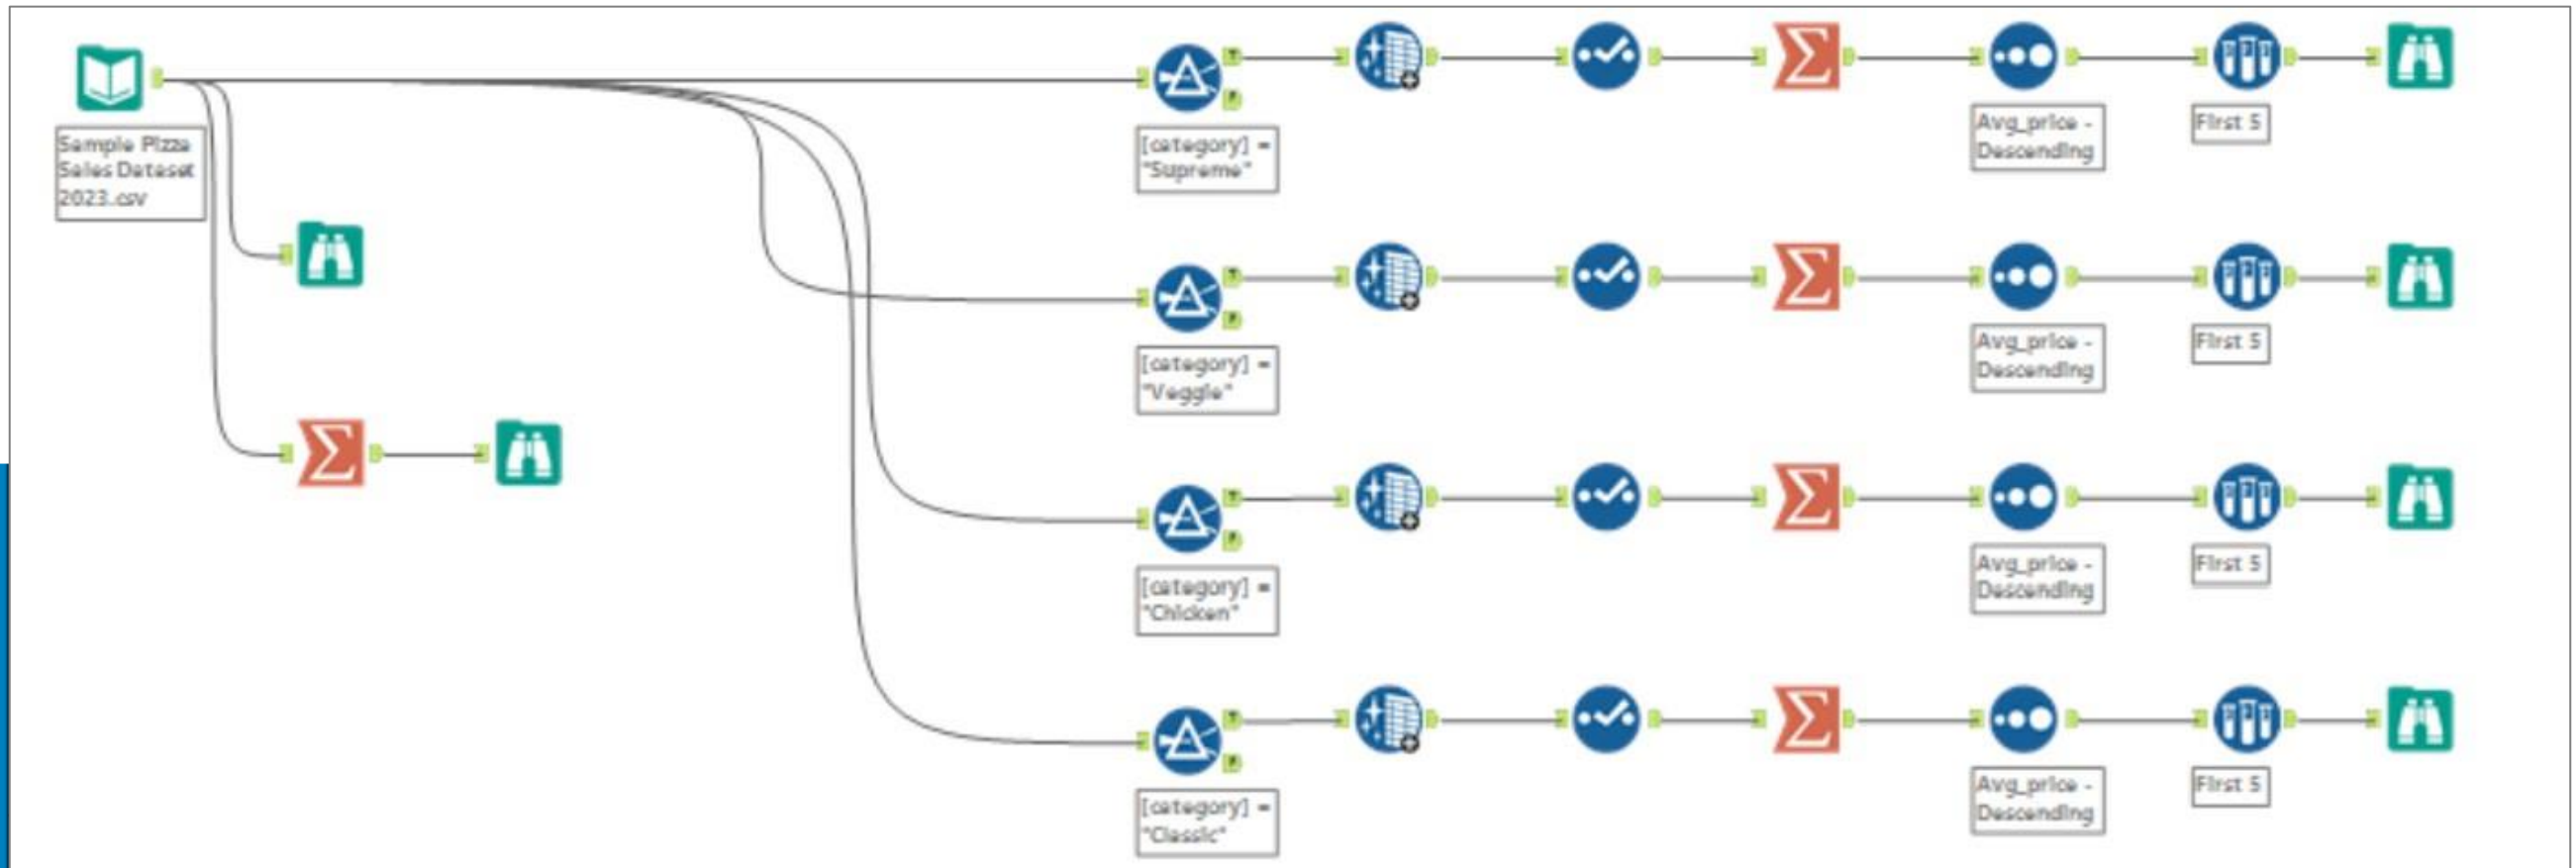 Sample Pizza
Sales Dataset
2023.csv
[category] =
"Supreme"
Avg_price -
Descending
First 5
[category] =
"Veggie"
Avg_price -
Descending
First 5
[category] =
"Chicken"
Avg_price -
Descending
First 5
[category] =
"Classic"
Avg_price -
Descending
First 5